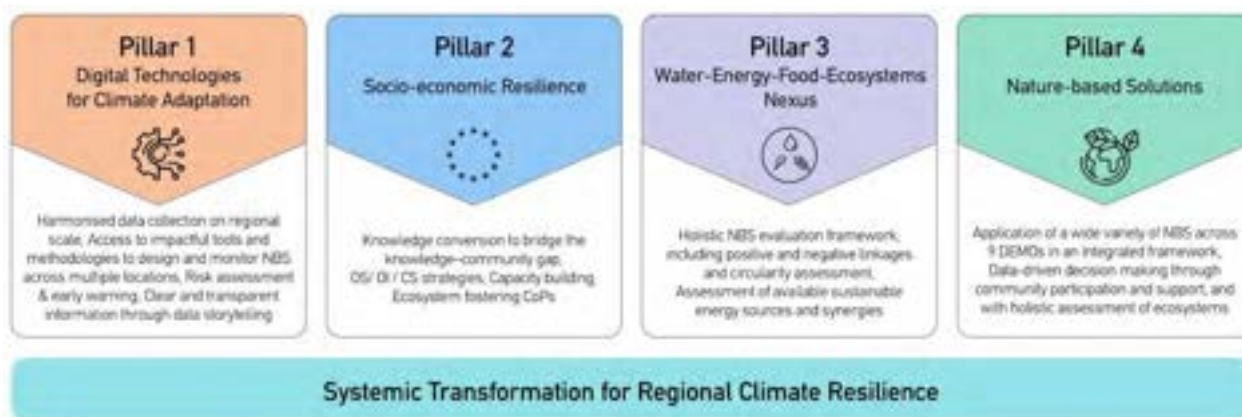 Pillar 1
Digital Technologies
for Climate Adaptation
Harmonised data collection on regional
scale, Access to impactful tools and
methodologies to design and monitor NBS
across multiple locations, Risk assessment
& early warning, Clear and transparent
information through data storytelling
Pillar 2
Socio-economic Resilience
Knowledge conversion to bridge the
knowledge-community gap,
OS/ OI / CS strategies, Capacity building
Ecosystem fostering CoPs
Pillar 3
Water-Energy-Food-Ecosystems
Nexus
Holistic NBS evaluation framework,
including positive and negative linkages
and circularity assessment,
Assessment of available sustainable
energy sources and synergies
Pillar 4
Nature-based Solutions
Application of a wide variety of NBS across
9 DEMOs in an integrated framework,
Data-driven decision making through
community participation and support, and
with holistic assessment of ecosystems
Systemic Transformation for Regional Climate Resilience